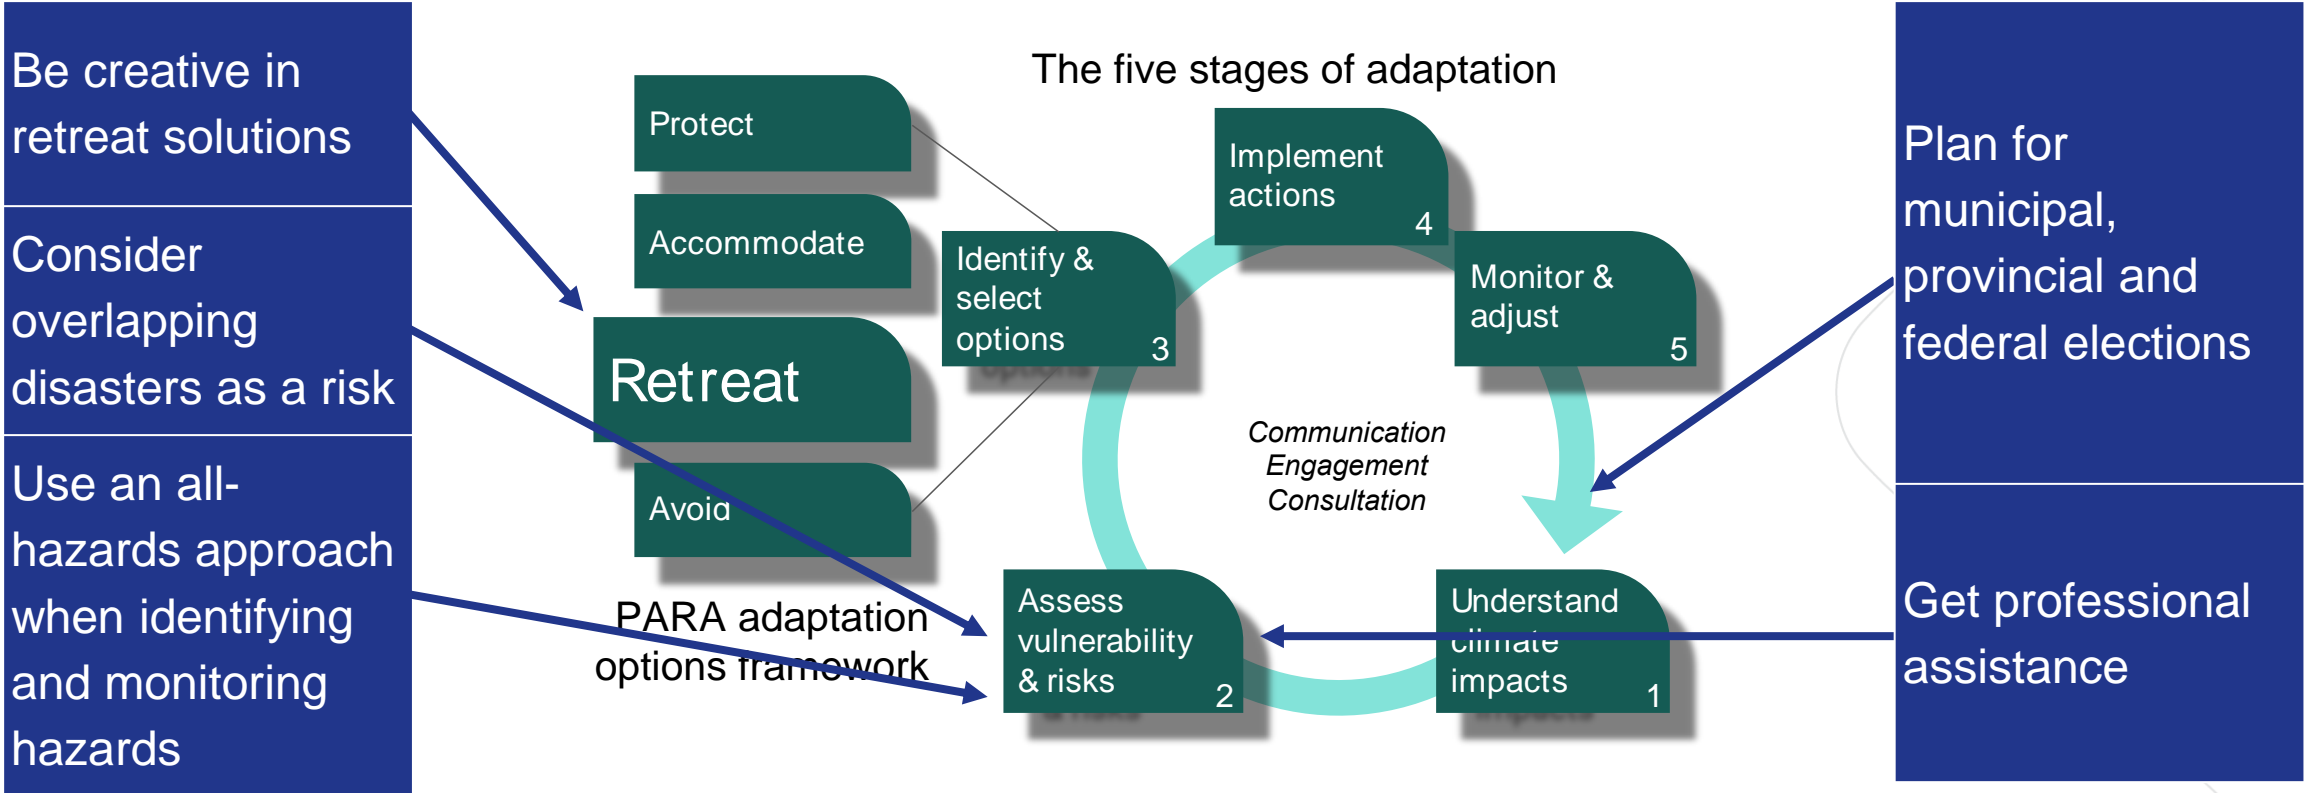 Be creative in
retreat solutions
Consider
overlapping
disasters as a risk
Use an all-
hazards approach
when identifying
and monitoring
hazards
Protect
Accommodate
Retreat
Avoid
PARA adaptation
options framework
The five stages of adaptation
Implement
actions
4
Identify &
select
options
3
Monitor &
adjust
5
Communication
Engagement
Consultation
Assess
vulnerability
& risks
2
Understand
climate
impacts
1
Plan for
municipal,
provincial and
federal elections
Get professional
assistance